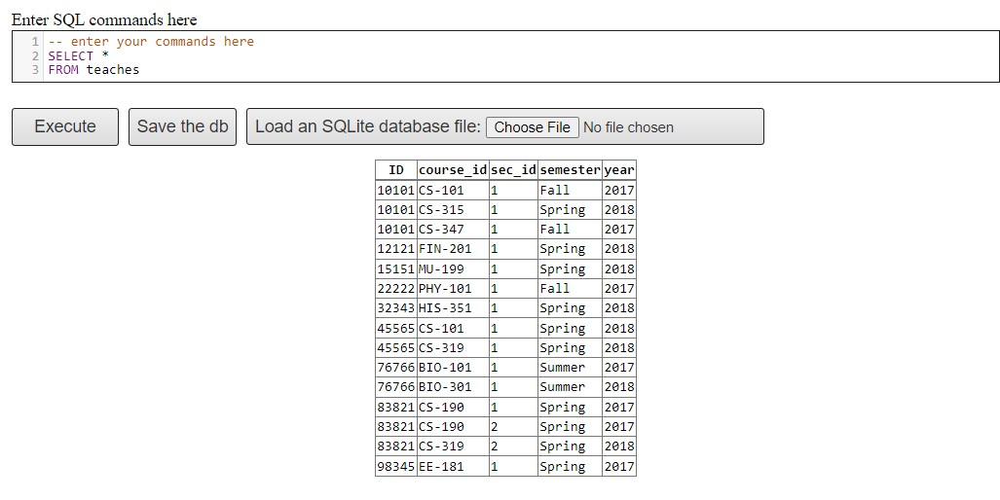 Enter SQL commands here
1 -- enter your commands here
2 SELECT *
3 FROM teaches
Execute Save the db Load an SQLite database file: Choose File No file chosen
ID course_id sec_id semester year
10101 CS-101 1 Fall 2017
10101 CS-315 1 Spring 2018
10101 CS-347 1 Fall 2017
12121 FIN-201 1 Spring 2018
15151 MU-199 1 Spring 2018
22222 PHY-101 1 Fall 2017
32343 HIS-351 1 Spring 2018
45565 CS-101 1 Spring 2018
45565 CS-319 1 Spring 2018
76766 BIO-101 1 Summer 2017
76766 BIO-301 1 Summer 2018
83821 CS-190 1 Spring 2017
83821 CS-190 2 Spring 2017
83821 CS-319 2 Spring 2018
98345 EE-181 1 Spring 2017